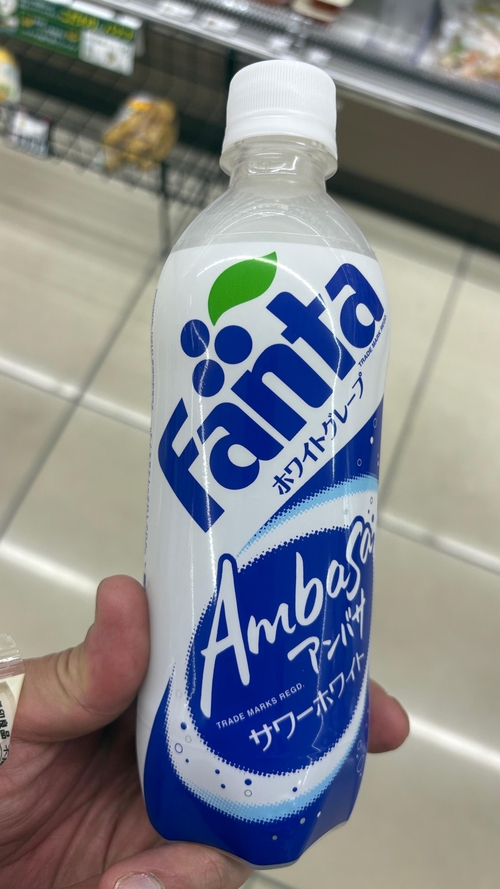 Fanta
TRADE MARK REGD.
ホワイトグレープ
Ambasa
アンバサ
TRADE MARKS REGD.
サワーホワイト